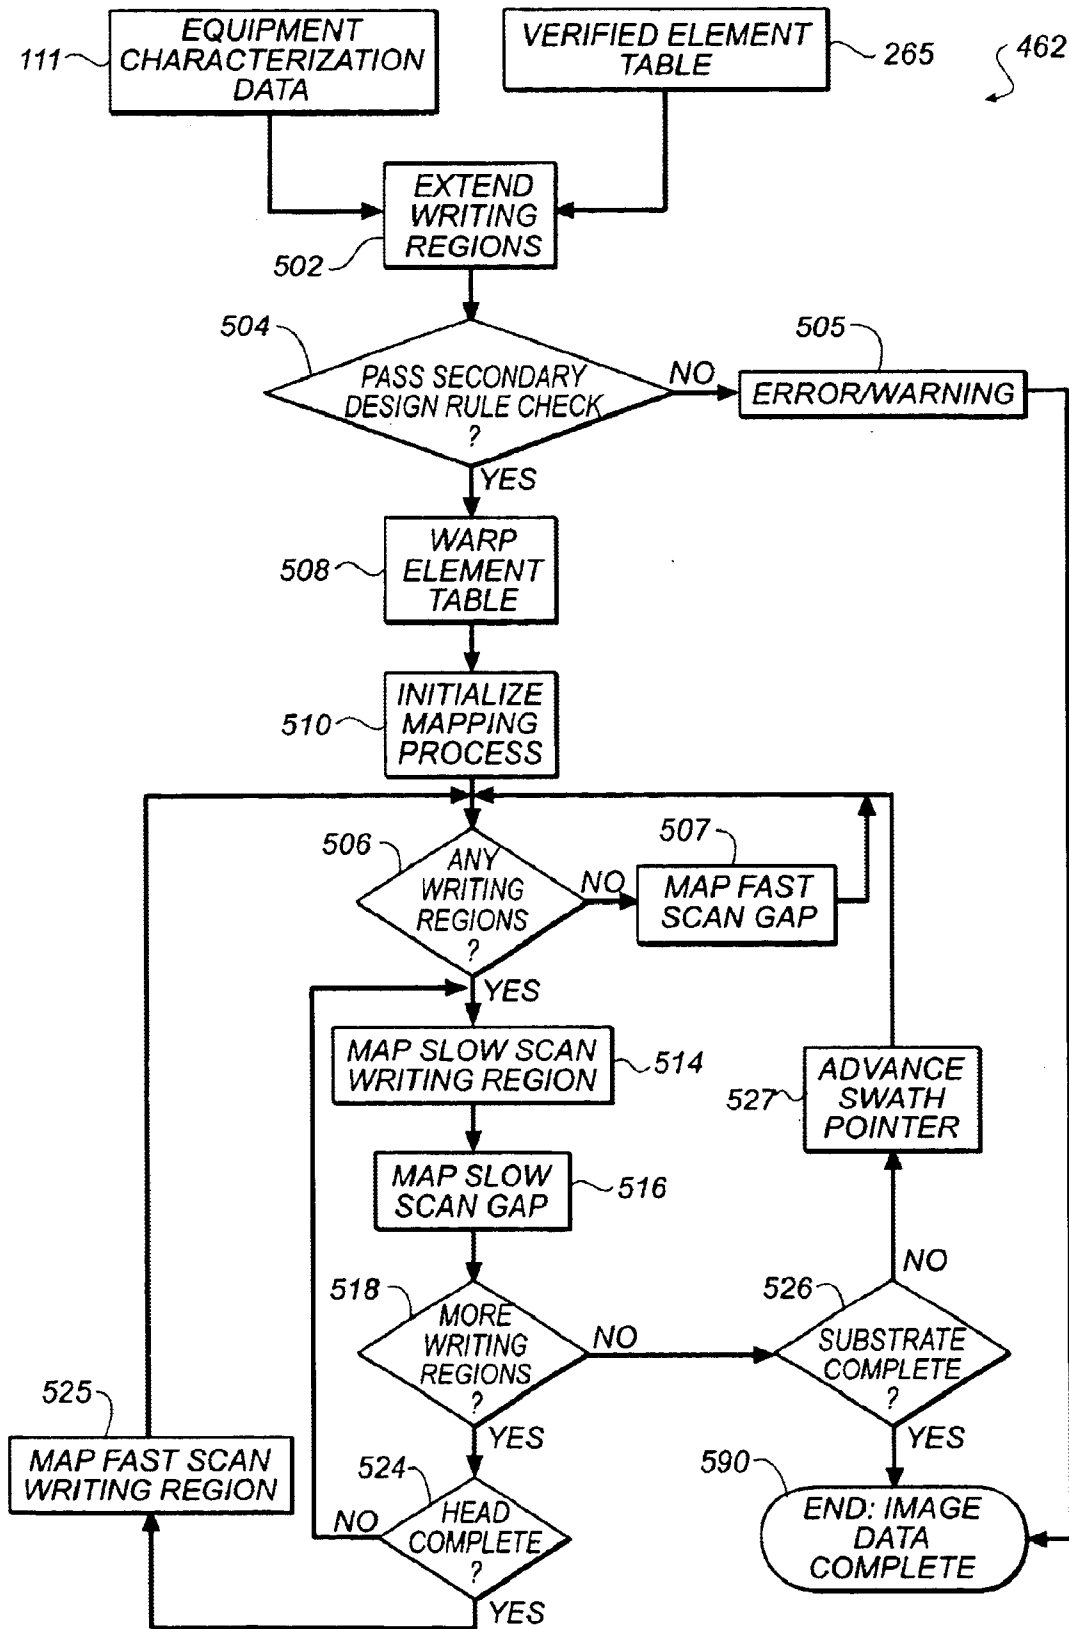 EQUIPMENT
CHARACTERIZATION
DATA
111
VERIFIED ELEMENT
TABLE
265
462
EXTEND
WRITING
REGIONS
502
504
PASS SECONDARY
DESIGN RULE CHECK
?
NO
505
ERROR/WARNING
YES
WARP
ELEMENT
TABLE
508
INITIALIZE
MAPPING
PROCESS
510
506
ANY
WRITING
REGIONS
?
NO
507
MAP FAST
SCAN GAP
YES
MAP SLOW SCAN
WRITING REGION
514
ADVANCE
SWATH
POINTER
527
MAP SLOW
SCAN GAP
516
518
MORE
WRITING
REGIONS
?
NO
526
NO
SUBSTRATE
COMPLETE
?
YES
YES
525
MAP FAST SCAN
WRITING REGION
524
HEAD
COMPLETE
?
NO
YES
590
END: IMAGE
DATA
COMPLETE